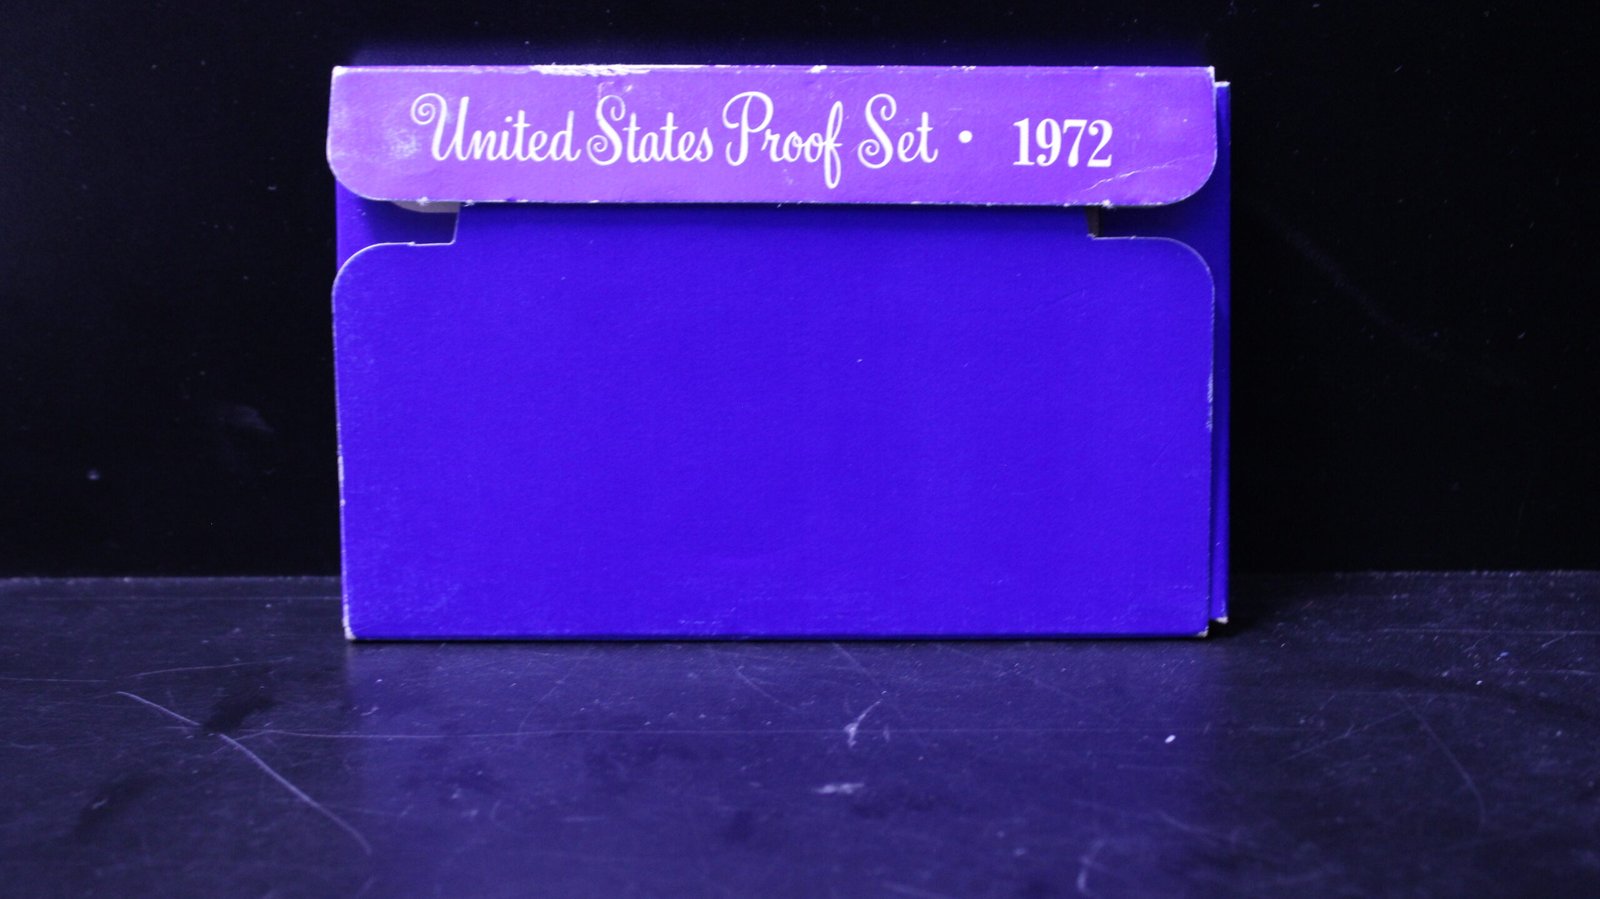 United States Proof Set • 1972